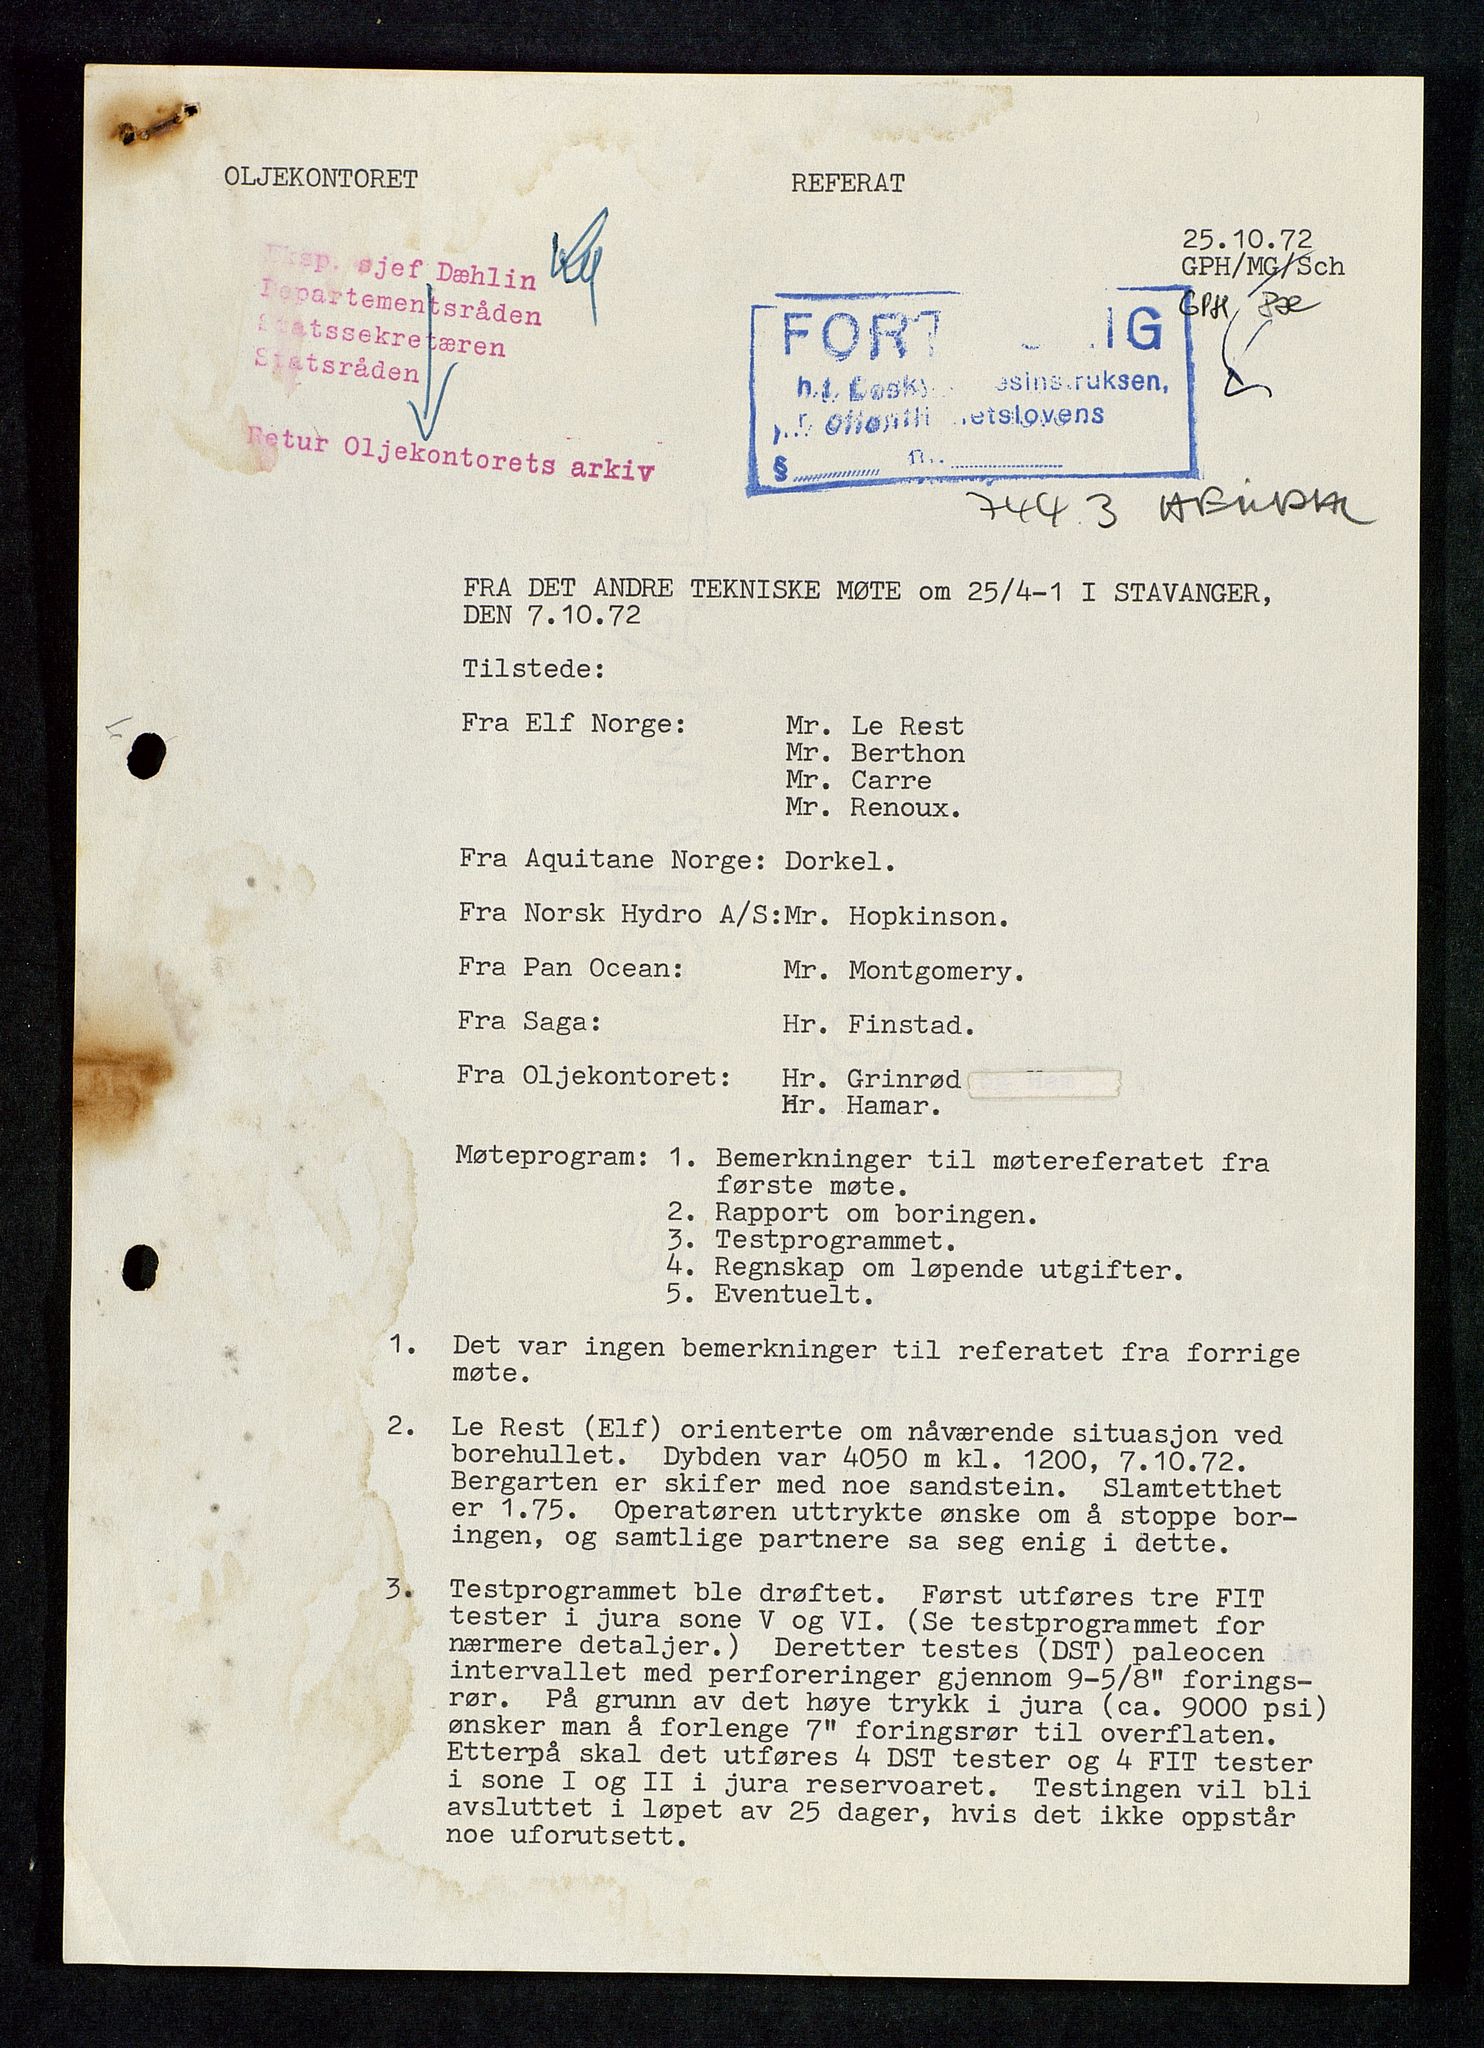 OLJEKONTORET
REFERAT
25.10.72
GPH/MG/Sch
GPH
Eksp. sjef Dæhlin
Departementsråden
Statssekretæren
Statsråden
Retur Oljekontorets arkiv
FORT IG
§
744.3
FRA DET ANDRE TEKNISKE MØTE om 25/4-1 I STAVANGER,
DEN 7.10.72
Tilstede:
Fra Elf Norge: Mr. Le Rest
Mr. Berthon
Mr. Carre
Mr. Renoux.
Fra Aquitane Norge: Dorkel.
Fra Norsk Hydro A/S:Mr. Hopkinson.
Fra Pan Ocean: Mr. Montgomery.
Fra Saga: Hr. Finstad.
Fra Oljekontoret: Hr. Grinrød
Hr. Hamar.
Møteprogram: 1. Bemerkninger til møtereferatet fra
første møte.
2. Rapport om boringen.
3. Testprogrammet.
4. Regnskap om løpende utgifter.
5. Eventuelt.
1. Det var ingen bemerkninger til referatet fra forrige
møte.
2. Le Rest (Elf) orienterte om nåværende situasjon ved
borehullet. Dybden var 4050 m kl. 1200, 7.10.72.
Bergarten er skifer med noe sandstein. Slamtetthet
er 1.75. Operatøren uttrykte ønske om å stoppe bor-
ingen, og samtlige partnere sa seg enig i dette.
3. Testprogrammet ble drøftet. Først utføres tre FIT
tester i jura sone V og VI. (Se testprogrammet for
nærmere detaljer.) Deretter testes (DST) paleocen
intervallet med perforeringer gjennom 9-5/8" forings-
rør. På grunn av det høye trykk i jura (ca. 9000 psi)
ønsker man å forlenge 7" foringsrør til overflaten.
Etterpå skal det utføres 4 DST tester og 4 FIT tester
i sone I og II i jura reservoaret. Testingen vil bli
avsluttet i løpet av 25 dager, hvis det ikke oppstår
noe uforutsett.